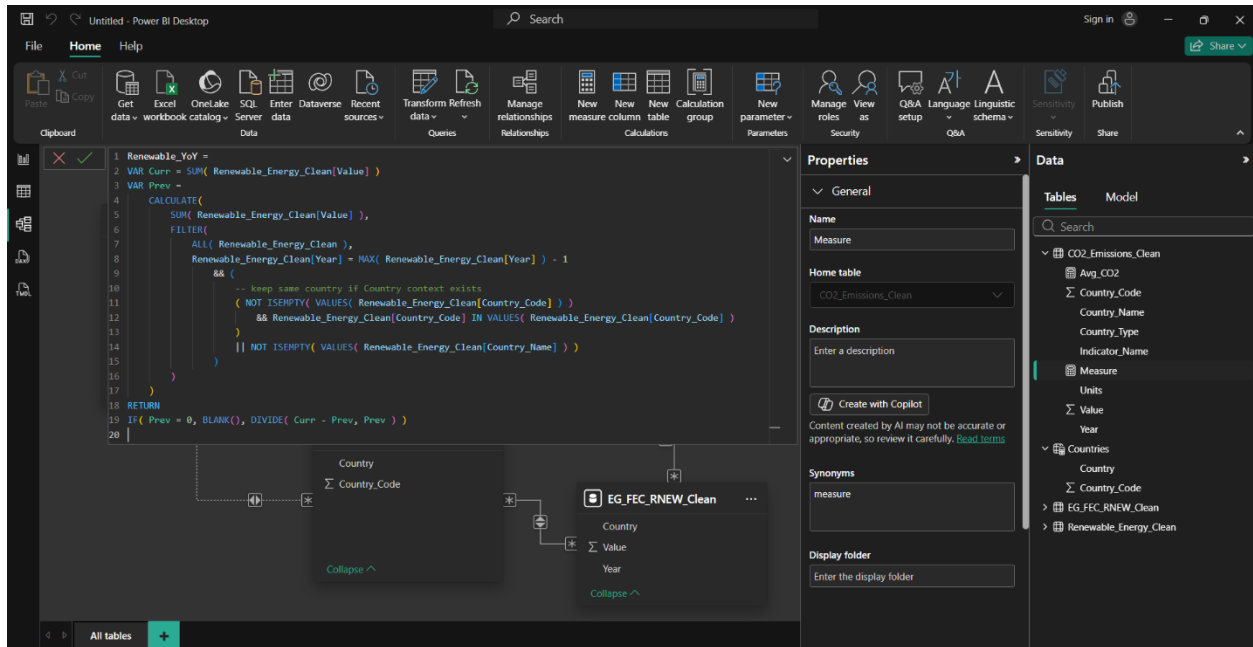 Untitled - Power BI Desktop
Search
Sign in
File
Home
Help
Share
Paste
Cut
Copy
Get data
Excel workbook
OneLake catalog
SQL Server
Enter data
Dataverse
Recent sources
Transform data
Refresh
Manage relationships
New measure
New column
New table
Calculation group
New parameter
Manage roles
View as
Q&A setup
Language
Linguistic schema
Sensitivity
Publish
Clipboard
Data
Queries
Relationships
Calculations
Parameters
Security
Q&A
Sensitivity
Share
DAX
TMDL
1 Renewable_YoY =
2 VAR Curr = SUM( Renewable_Energy_Clean[Value] )
3 VAR Prev =
4 CALCULATE(
5 SUM( Renewable_Energy_Clean[Value] ),
6 FILTER(
7 ALL( Renewable_Energy_Clean ),
8 Renewable_Energy_Clean[Year] = MAX( Renewable_Energy_Clean[Year] ) - 1
9 && (
10 -- keep same country if Country context exists
11 ( NOT ISEMPTY( VALUES( Renewable_Energy_Clean[Country_Code] ) )
12 && Renewable_Energy_Clean[Country_Code] IN VALUES( Renewable_Energy_Clean[Country_Code] )
13 )
14 || NOT ISEMPTY( VALUES( Renewable_Energy_Clean[Country_Name] ) )
15 )
16 )
17 )
18 RETURN
19 IF( Prev = 0, BLANK(), DIVIDE( Curr - Prev, Prev ) )
20
Country
Country_Code
Collapse
EG_FEC_RNEW_Clean
Country
Value
Year
Collapse
All tables
Properties
General
Name
Measure
Home table
CO2_Emissions_Clean
Description
Enter a description
Create with Copilot
Content created by AI may not be accurate or
appropriate, so review it carefully. Read terms
Synonyms
measure
Display folder
Enter the display folder
Data
Tables
Model
Search
CO2_Emissions_Clean
Avg_CO2
Country_Code
Country_Name
Country_Type
Indicator_Name
Measure
Units
Value
Year
Countries
Country
Country_Code
EG_FEC_RNEW_Clean
Renewable_Energy_Clean